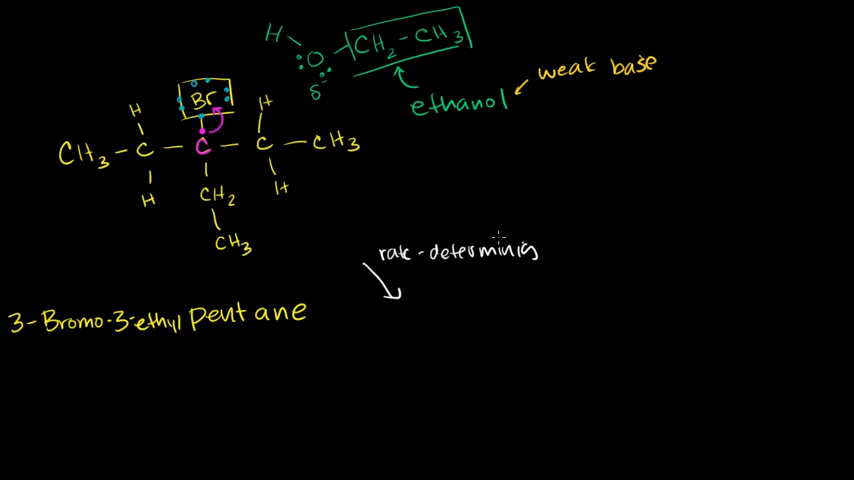 H
:O: CH₂ - CH₃
δ⁻
ethanol
weak base
Br
H
H
CH₃ - C - C - C - CH₃
H
CH₂
H
CH₃
rate-determining
3-Bromo-3-ethyl pentane